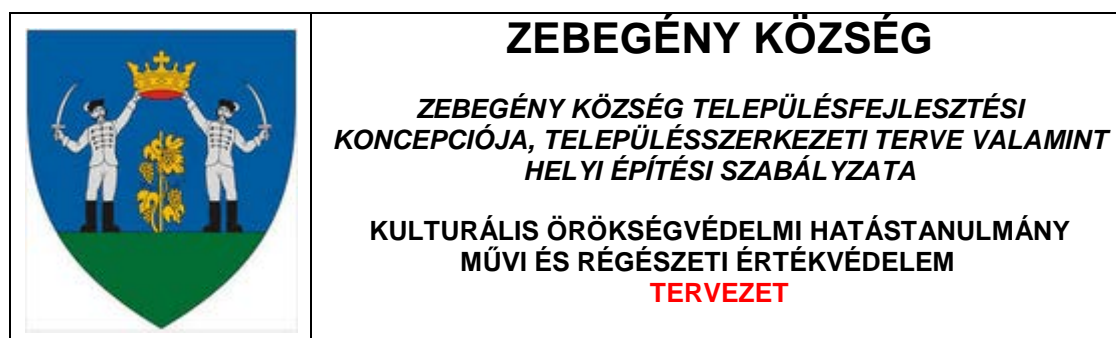 ZEBEGÉNY KÖZSÉG
ZEBEGÉNY KÖZSÉG TELEPÜLÉSFEJLESZTÉSI
KONCEPCIÓJA, TELEPÜLÉSSZERKEZETI TERVE VALAMINT
HELYI ÉPÍTÉSI SZABÁLYZATA
KULTURÁLIS ÖRÖKSÉGVÉDELMI HATÁSTANULMÁNY
MŰVI ÉS RÉGÉSZETI ÉRTÉKVÉDELEM
TERVEZET